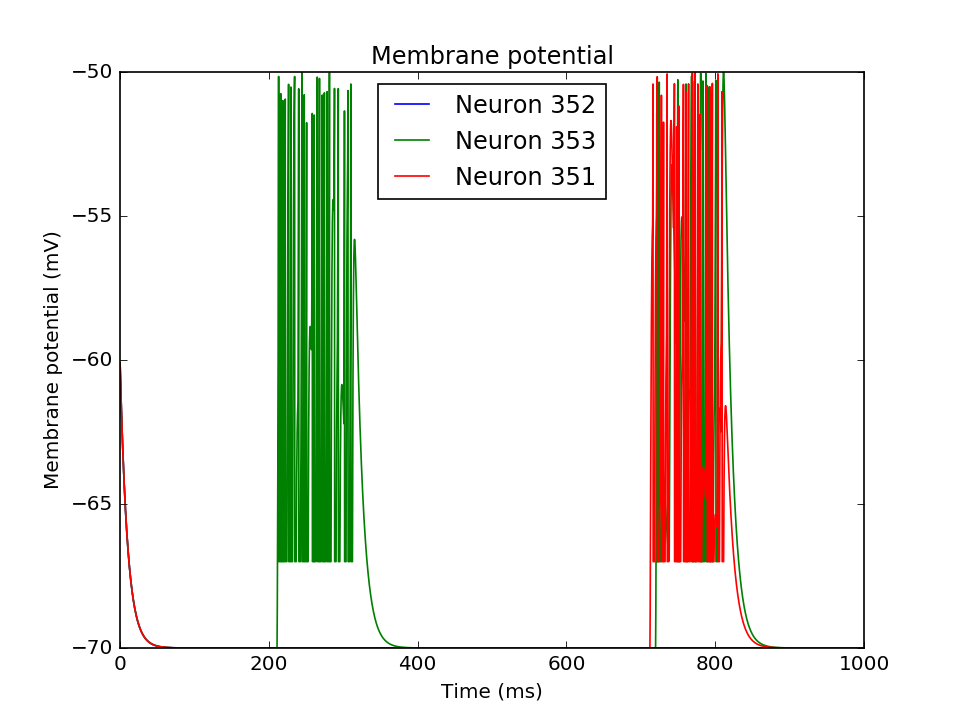 Membrane potential
Neuron 352
Neuron 353
Neuron 351
Membrane potential (mV)
−50
−55
−60
−65
−70
0 200 400 600 800 1000
Time (ms)